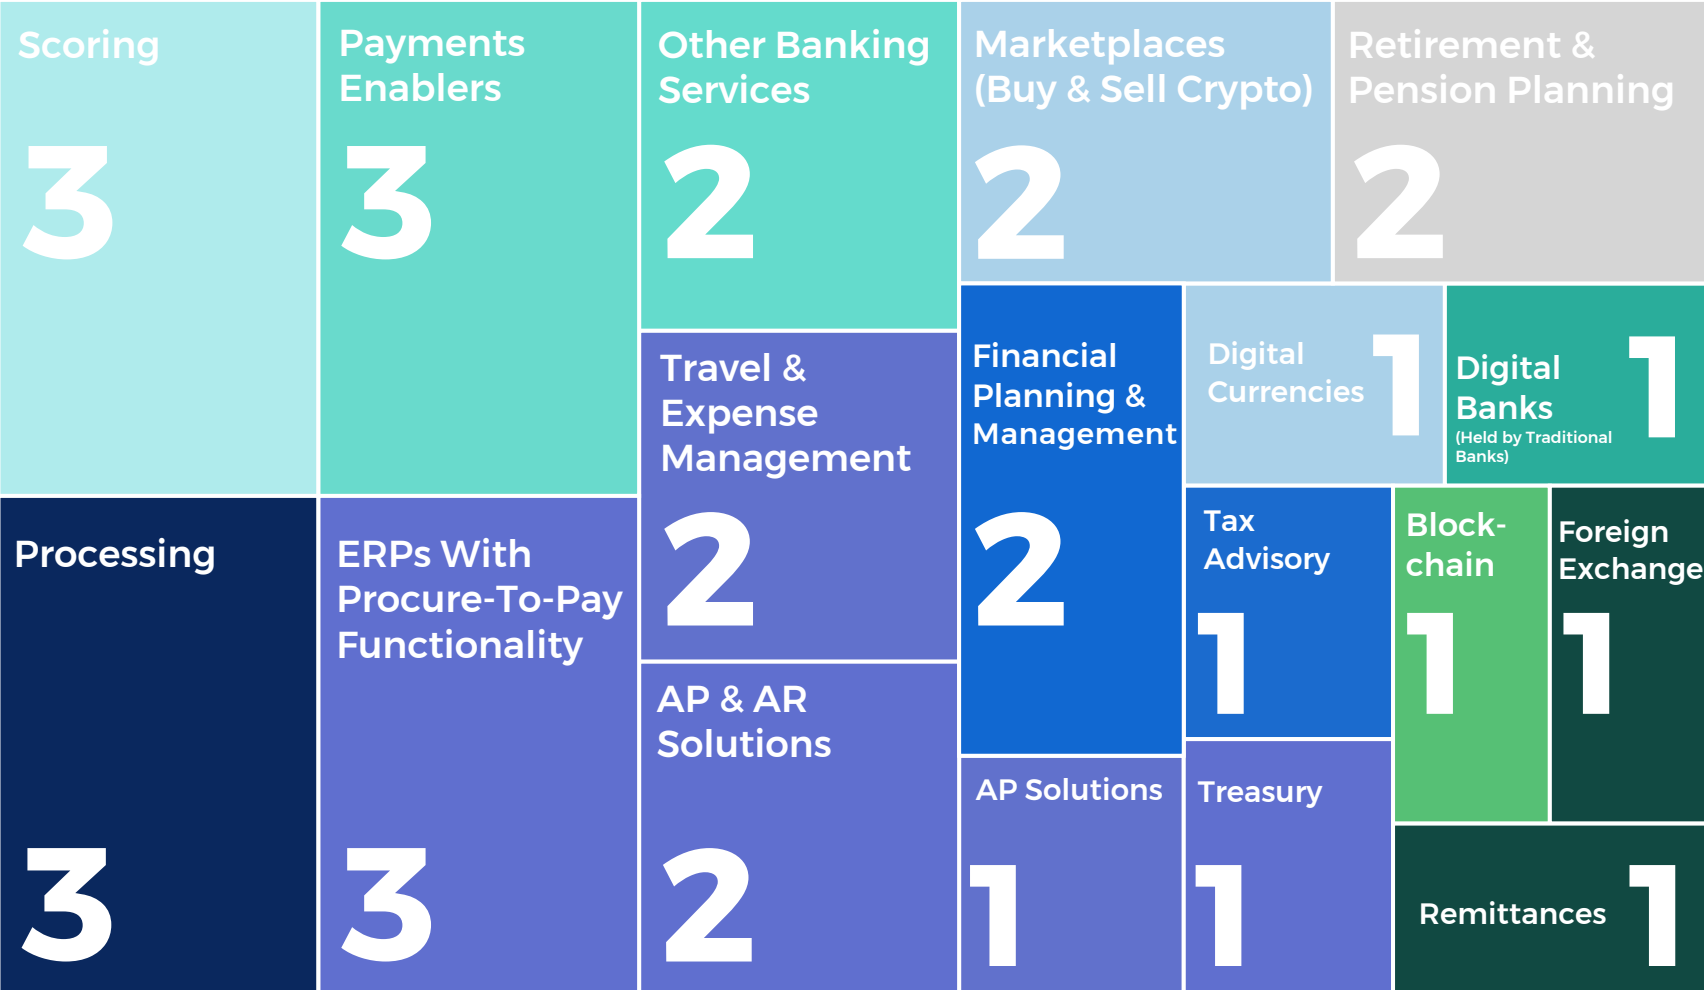 Scoring
3
Payments
Enablers
3
Other Banking
Services
2
Marketplaces
(Buy & Sell Crypto)
2
Retirement &
Pension Planning
2
Travel &
Expense
Management
2
Financial
Planning &
Management
2
Digital
Currencies
1
Digital
Banks
(Held by Traditional
Banks)
1
Processing
3
ERPs With
Procure-To-Pay
Functionality
3
AP & AR
Solutions
2
Tax
Advisory
1
Block-
chain
1
Foreign
Exchange
1
AP Solutions
1
Treasury
1
Remittances
1